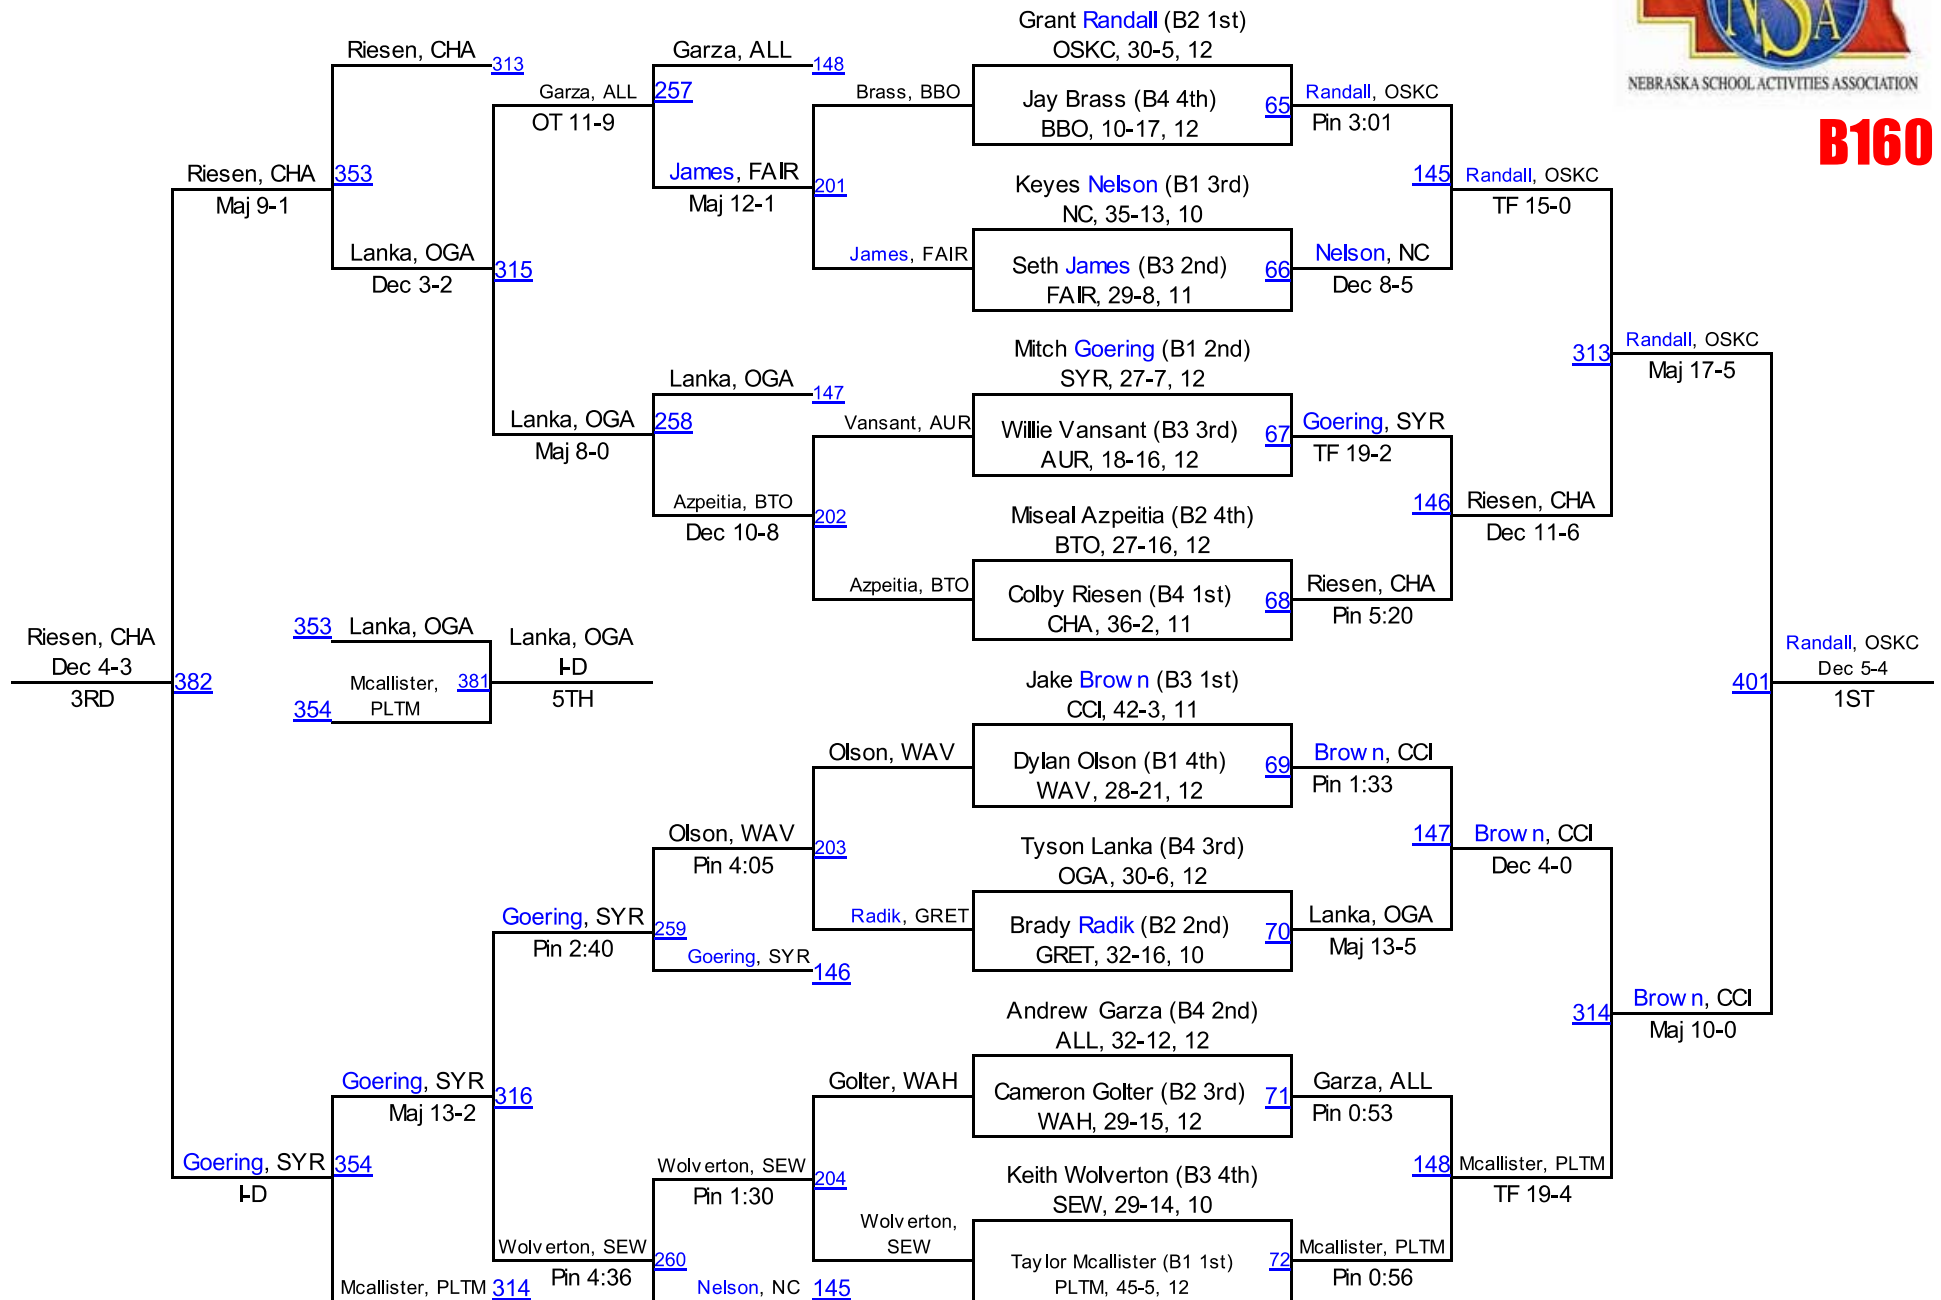 Grant Randall (B2 1st)
NSA
Riesen, CHA
313
Garza, ALL
148
OSKC, 30-5, 12
NEBRASKA SCHOOL ACTIVITIES ASSOCIATION
Garza, ALL
257
Brass, BBO
Jay Brass (B4 4th)
65
Randall, OSKC
OT 11-9
BBO, 10-17, 12
Pin 3:01
B160
Riesen, CHA
353
James, FAIR
201
Keyes Nelson (B1 3rd)
145
Randall, OSKC
Maj 9-1
Maj 12-1
NC, 35-13, 10
TF 15-0
Lanka, OGA
315
James, FAIR
Seth James (B3 2nd)
66
Nelson, NC
Dec 3-2
FAIR, 29-8, 11
Dec 8-5
Mitch Goering (B1 2nd)
313
Randall, OSKC
Lanka, OGA
147
SYR, 27-7, 12
Maj 17-5
Lanka, OGA
258
Vansant, AUR
Willie Vansant (B3 3rd)
67
Goering, SYR
Maj 8-0
AUR, 18-16, 12
TF 19-2
Azpeitia, BTO
202
Miseal Azpeitia (B2 4th)
146
Riesen, CHA
Dec 10-8
BTO, 27-16, 12
Dec 11-6
Azpeitia, BTO
Colby Riesen (B4 1st)
68
Riesen, CHA
CHA, 36-2, 11
Pin 5:20
Riesen, CHA
353
Lanka, OGA
Lanka, OGA
Randall, OSKC
Dec 4-3
I-D
Dec 5-4
382
Mcallister,
PLTM
381
Jake Brown (B3 1st)
401
3RD
354
5TH
CCI, 42-3, 11
1ST
Olson, WAV
Dylan Olson (B1 4th)
69
Brown, CCI
WAV, 28-21, 12
Pin 1:33
Olson, WAV
203
Tyson Lanka (B4 3rd)
147
Brown, CCI
Pin 4:05
OGA, 30-6, 12
Dec 4-0
Goering, SYR
259
Radik, GRET
Brady Radik (B2 2nd)
70
Lanka, OGA
Pin 2:40
Goering, SYR
146
GRET, 32-16, 10
Maj 13-5
Andrew Garza (B4 2nd)
314
Brown, CCI
ALL, 32-12, 12
Maj 10-0
Goering, SYR
316
Golter, WAH
Cameron Golter (B2 3rd)
71
Garza, ALL
Maj 13-2
WAH, 29-15, 12
Pin 0:53
Goering, SYR
354
Wolverton, SEW
204
Keith Wolverton (B3 4th)
148
Mcallister, PLTM
I-D
Pin 1:30
SEW, 29-14, 10
TF 19-4
Wolverton, SEW
260
Wolverton,
SEW
Taylor Mcallister (B1 1st)
72
Mcallister, PLTM
Mcallister, PLTM
314
Pin 4:36
Nelson, NC
145
PLTM, 45-5, 12
Pin 0:56